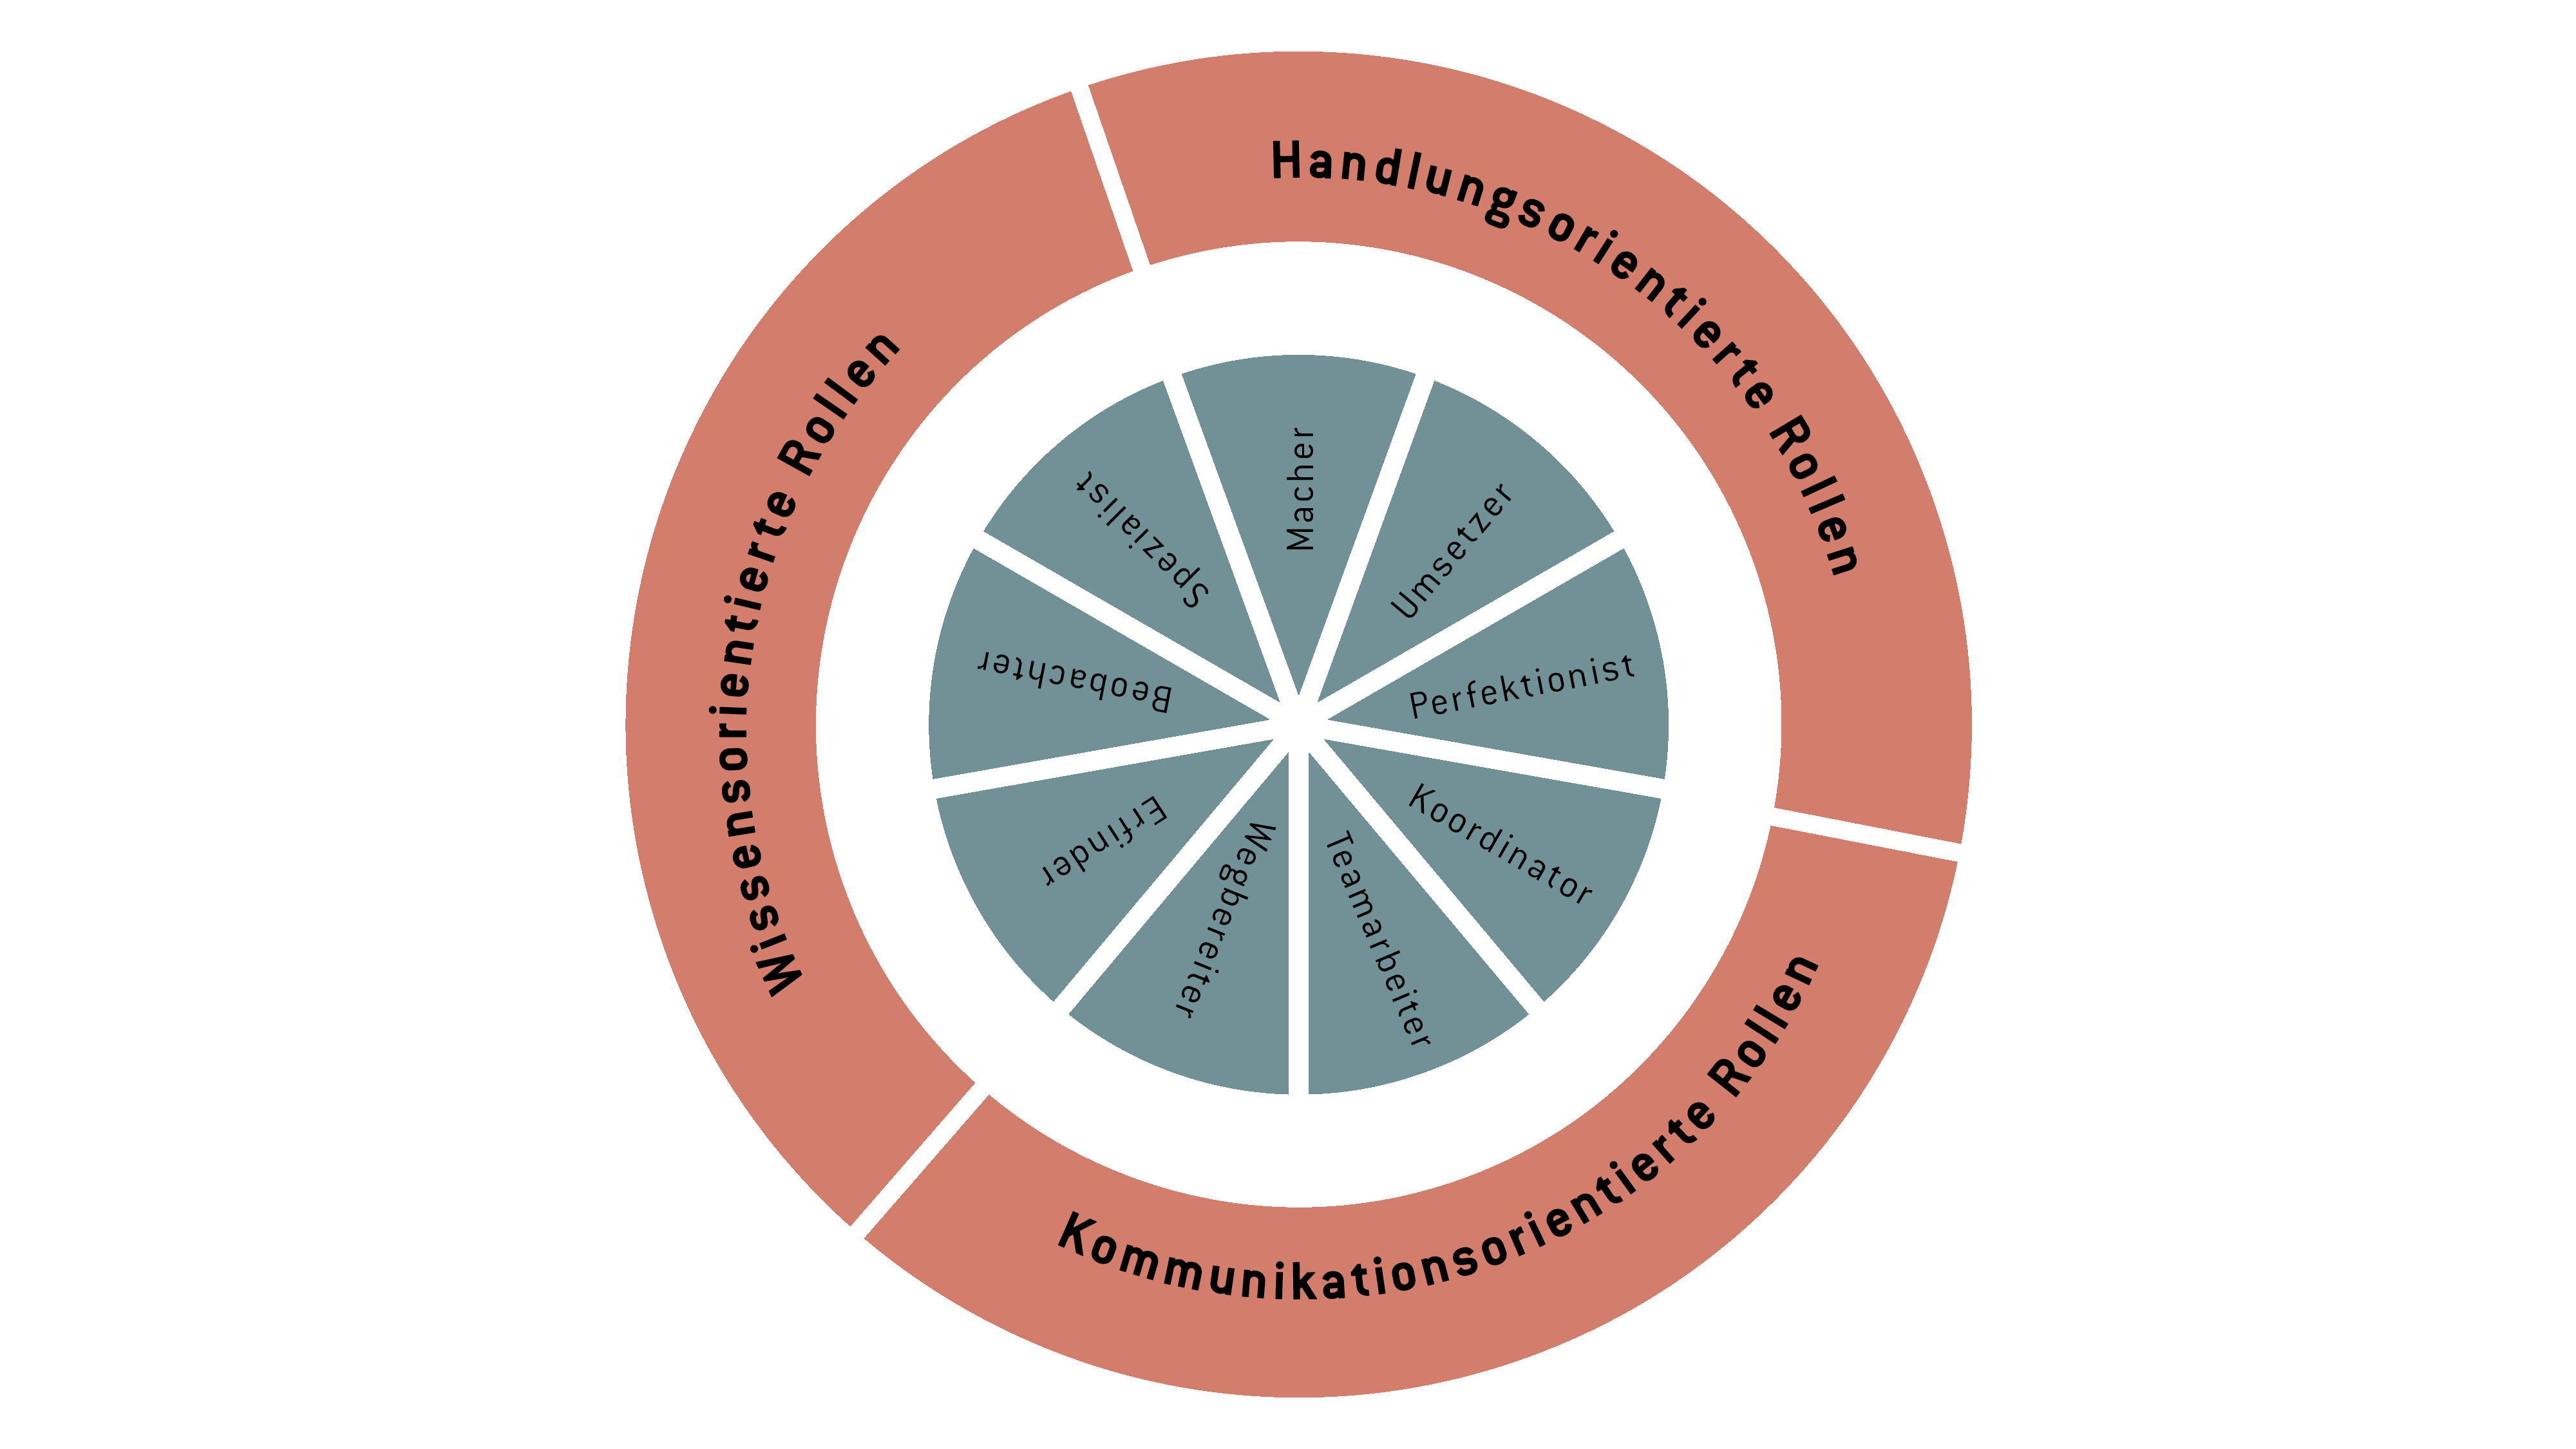 Handlungsorientierte Rollen
Kommunikationsorientierte Rollen
Wissensorientierte Rollen
Macher
Umsetzer
Perfektionist
Koordinator
Teamarbeiter
Wegbereiter
Erfinder
Beobachter
Spezialist